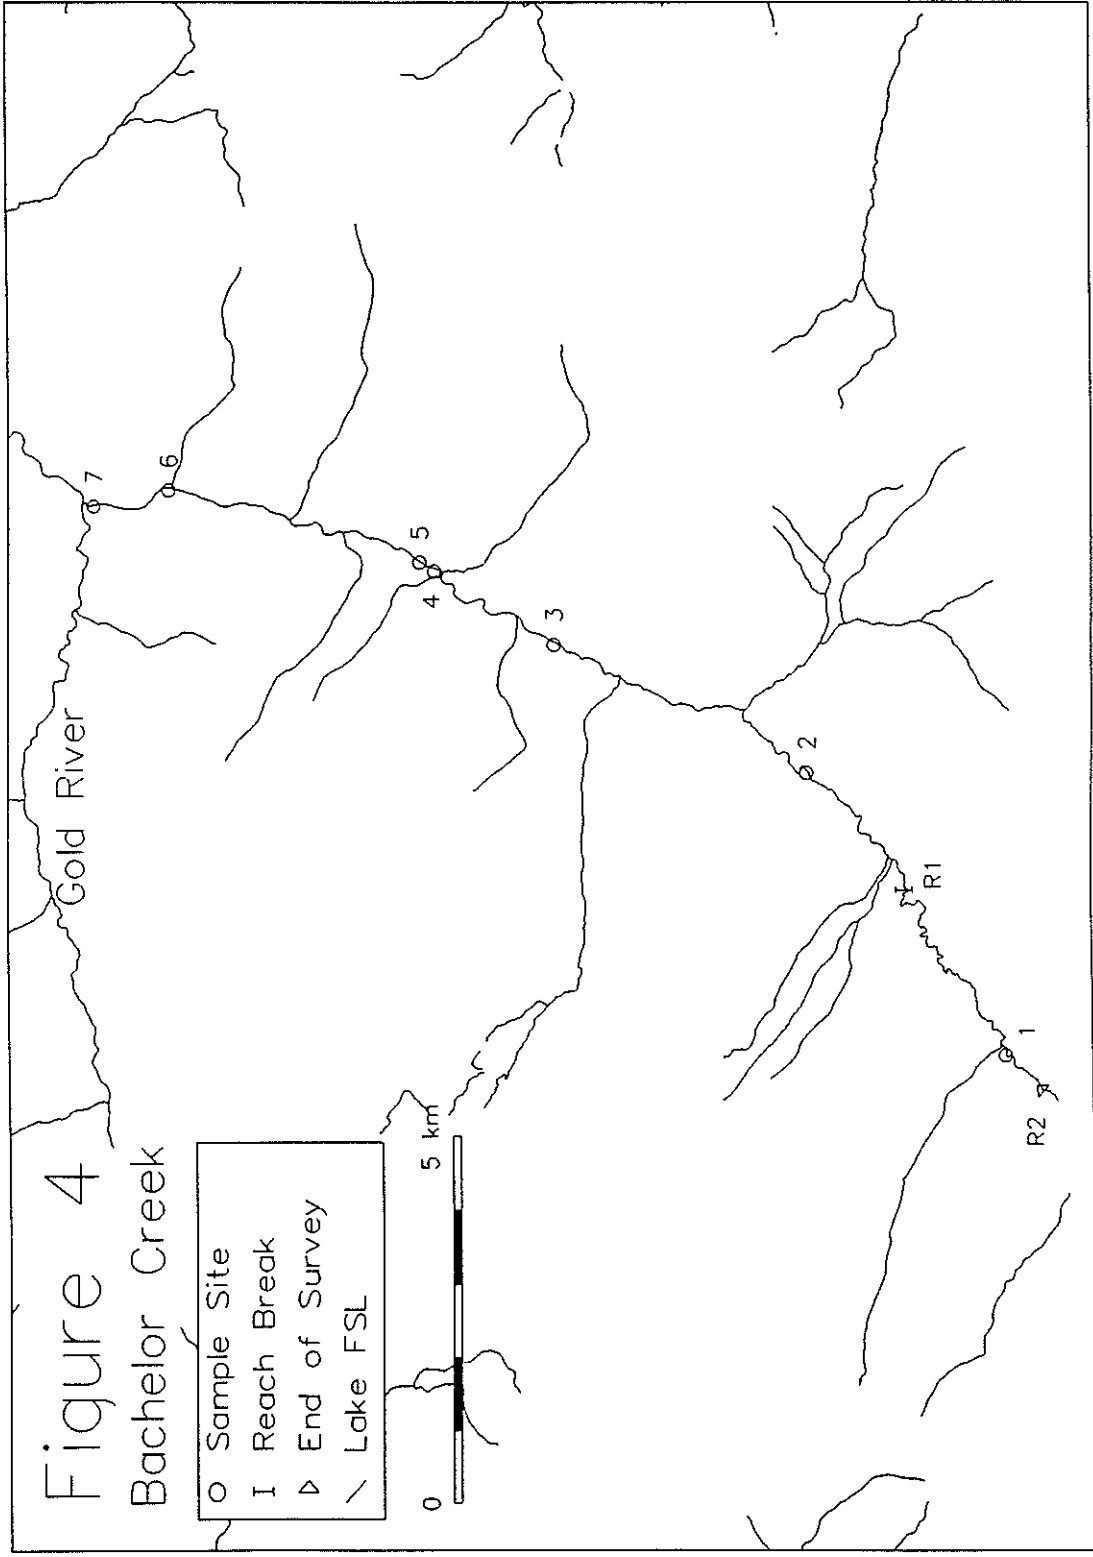 Figure 4
Bachelor Creek
Sample Site
Reach Break
End of Survey
Lake FSL
0 5 km
Gold River
R2
1
R1
2
3
4
5
6
7